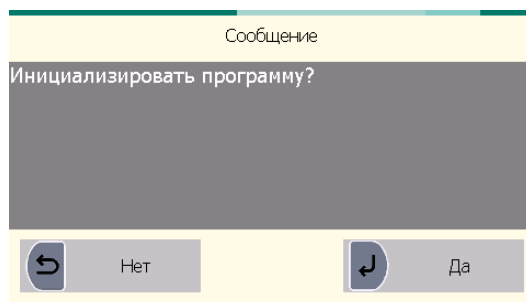 Сообщение
Инициализировать программу?
Нет
Да